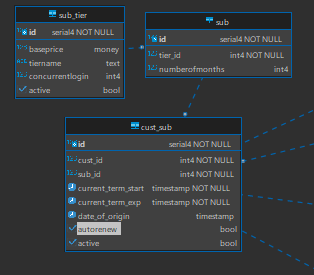 sub_tier
id serial4 NOT NULL
baseprice money
tiername text
concurrentlogin int4
active bool
sub
id serial4 NOT NULL
tier_id int4 NOT NULL
numberofmonths int4
cust_sub
id serial4 NOT NULL
cust_id int4 NOT NULL
sub_id int4 NOT NULL
current_term_start timestamp NOT NULL
current_term_exp timestamp NOT NULL
date_of_origin timestamp
autorenew bool
active bool